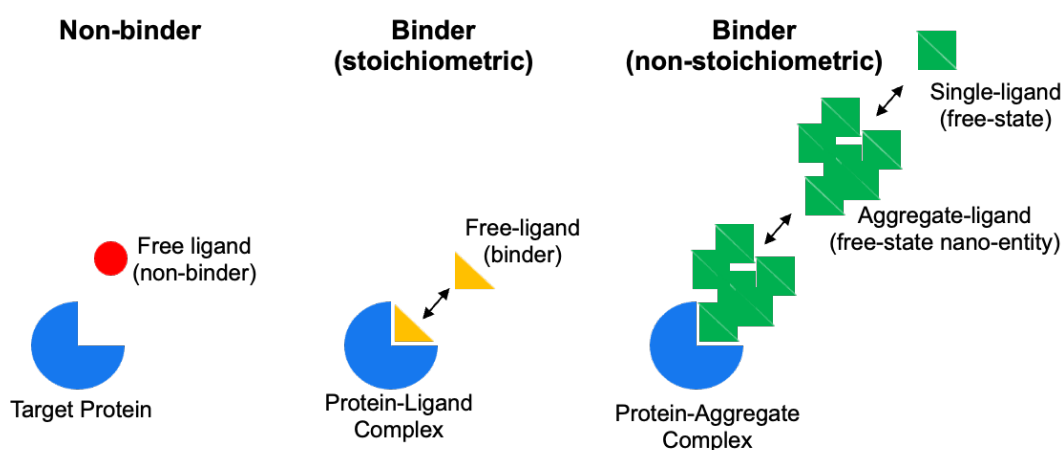 Non-binder
Free ligand
(non-binder)
Target Protein
Binder
(stoichiometric)
Free-ligand
(binder)
Protein-Ligand
Complex
Binder
(non-stoichiometric)
Single-ligand
(free-state)
Aggregate-ligand
(free-state nano-entity)
Protein-Aggregate
Complex